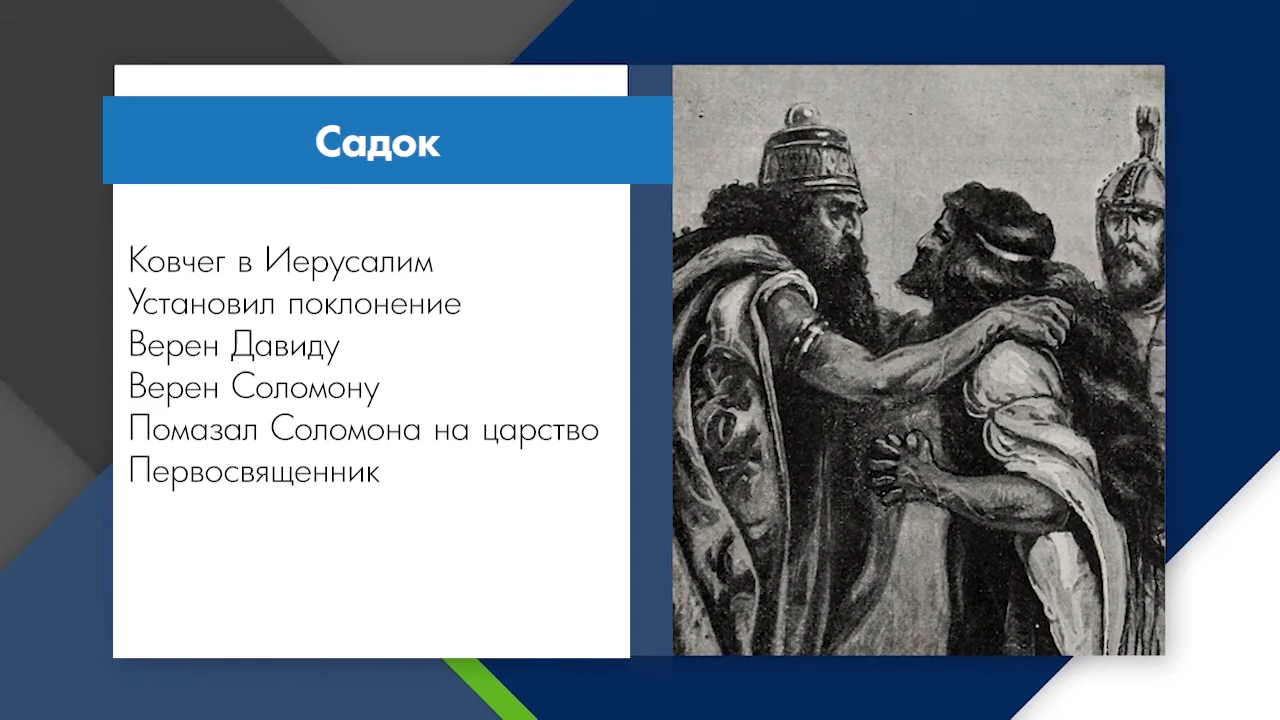 Садок
Ковчег в Иерусалим
Установил поклонение
Верен Давиду
Верен Соломону
Помазал Соломона на царство
Первосвященник